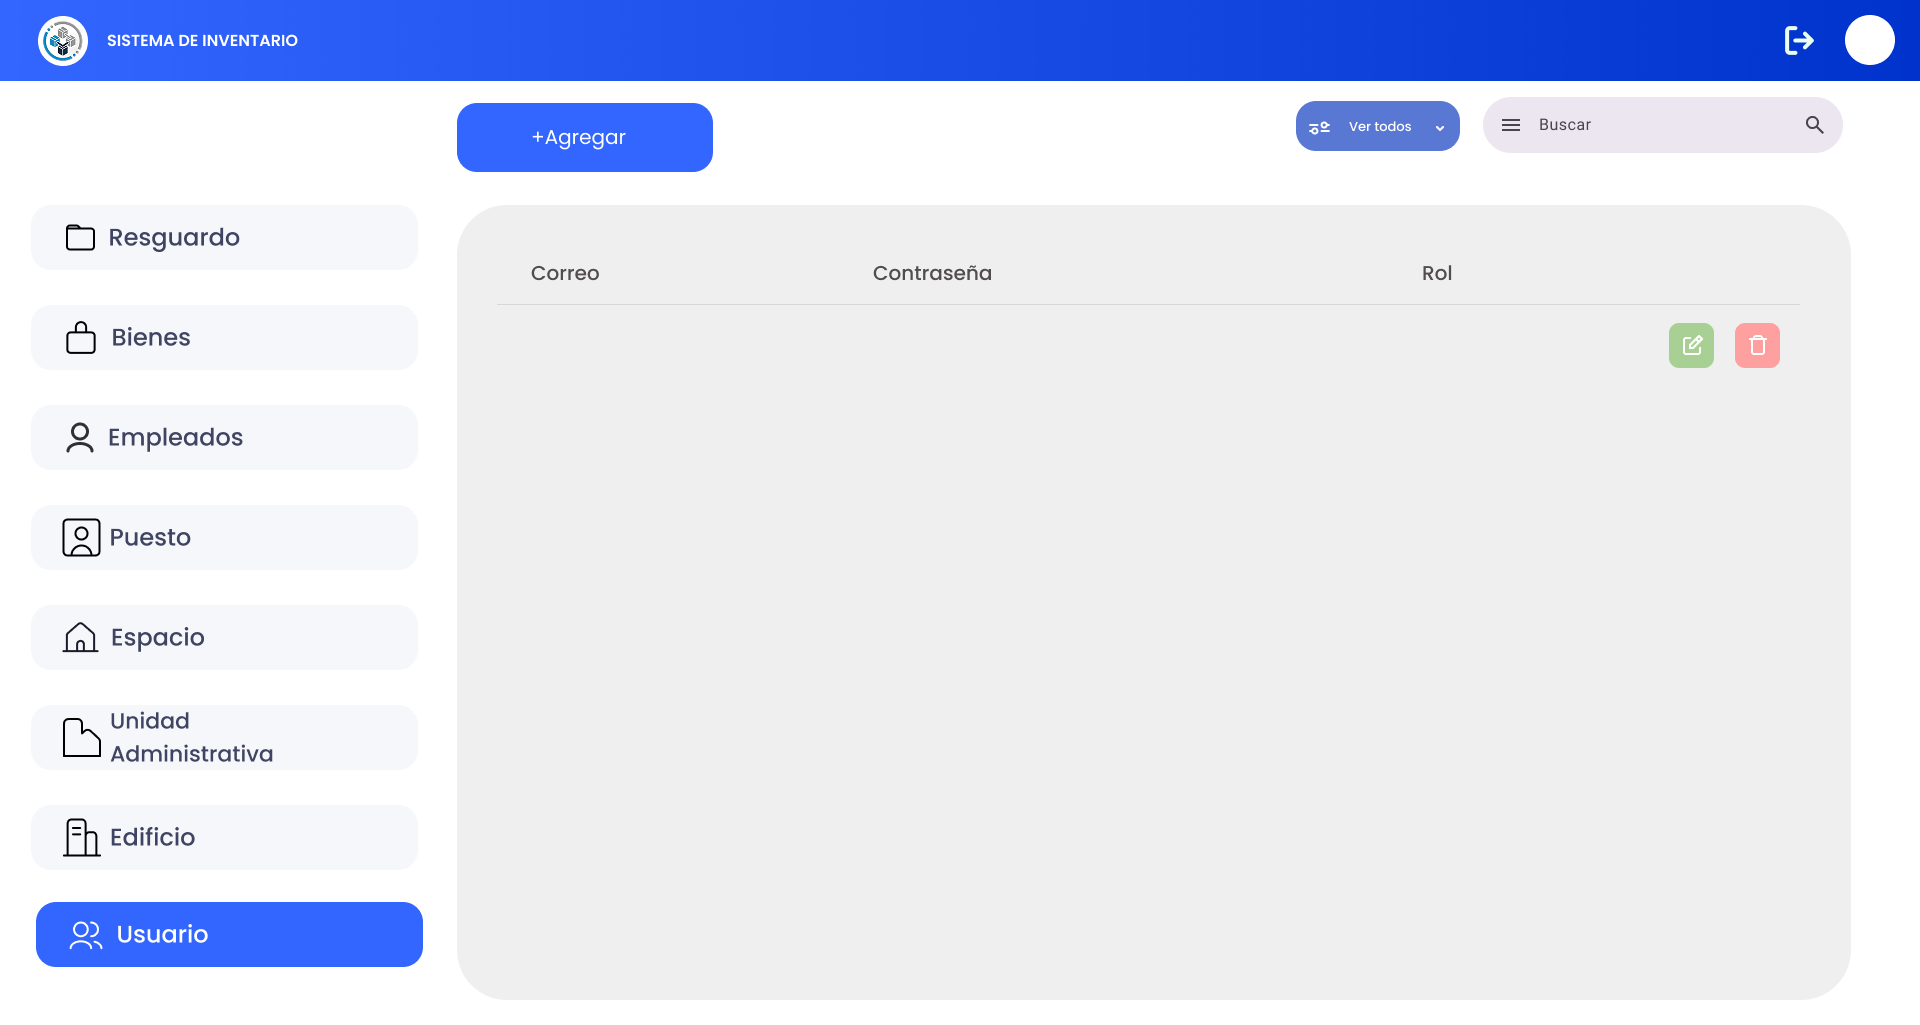 SISTEMA DE INVENTARIO
+Agregar
Ver todos
Buscar
Resguardo
Bienes
Empleados
Puesto
Espacio
Unidad
Administrativa
Edificio
Usuario
Correo
Contraseña
Rol